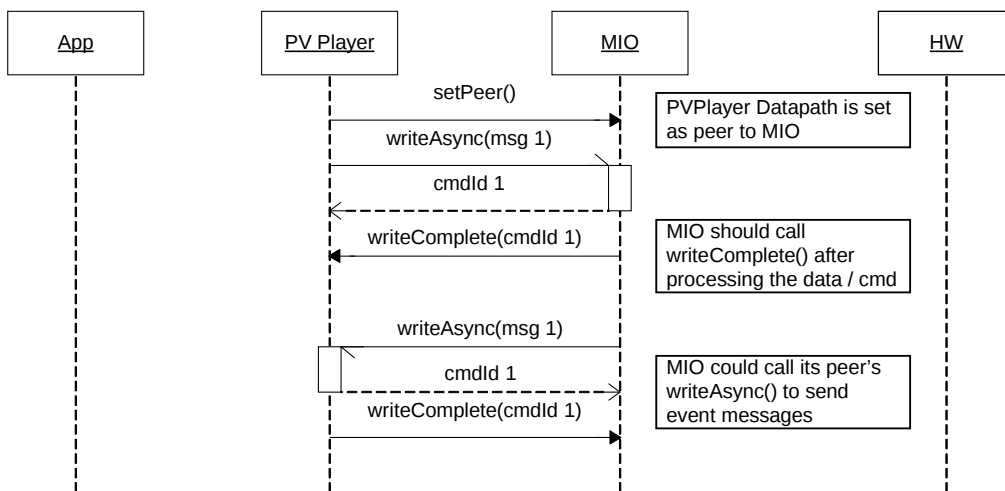 App
PV Player
MIO
HW
setPeer()
PVPlayer Datapath is set
as peer to MIO
writeAsync(msg 1)
cmdId 1
writeComplete(cmdId 1)
MIO should call
writeComplete() after
processing the data / cmd
writeAsync(msg 1)
cmdId 1
MIO could call its peer’s
writeAsync() to send
event messages
writeComplete(cmdId 1)